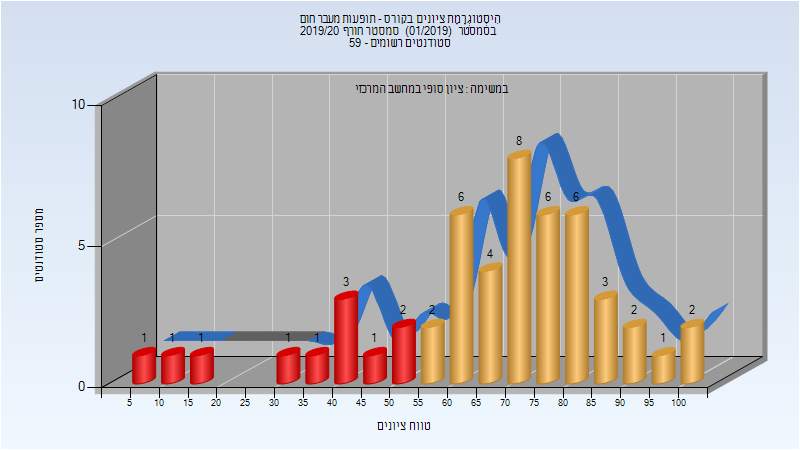 היסטוגרמת ציונים בקורס - תופעות מעבר חום
בסמסטר (01/2019) סמסטר חורף 2019/20
סטודנטים רשומים - 59
במשימה : ציון סופי במחשב המרכזי
מספר סטודנטים
10
5
0
1 1 1 1 1 3 1 2 2 6 4 8 6 6 3 2 1 2
5 10 15 20 30 35 40 45 50 55 60 65 70 75 80 85 90 95 100
טווח ציונים